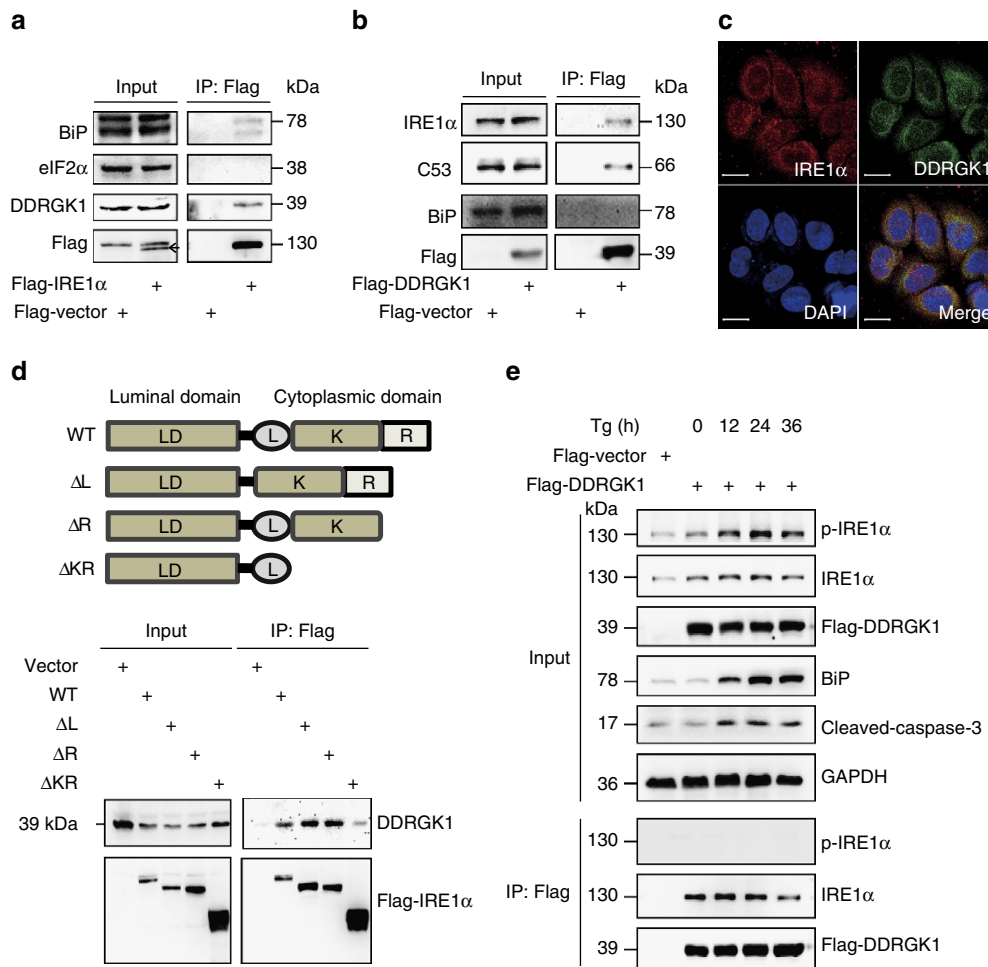 a
Input IP: Flag kDa
BiP 78
eIF2α 38
DDRGK1 39
Flag 130
Flag-IRE1α + +
Flag-vector + +
b
Input IP: Flag kDa
IRE1α 130
C53 66
BiP 78
Flag 39
Flag-DDRGK1 + +
Flag-vector + +
c
IRE1α DDRGK1
DAPI Merge
d
Luminal domain Cytoplasmic domain
WT LD L K R
ΔL LD K R
ΔR LD L K
ΔKR LD L
Input IP: Flag
Vector + +
WT + +
ΔL + +
ΔR + +
ΔKR + +
39 kDa DDRGK1
Flag-IRE1α
e
Tg (h) 0 12 24 36
Flag-vector +
Flag-DDRGK1 + + + +
kDa
Input
130 p-IRE1α
130 IRE1α
39 Flag-DDRGK1
78 BiP
17 Cleaved-caspase-3
36 GAPDH
IP: Flag
130 p-IRE1α
130 IRE1α
39 Flag-DDRGK1